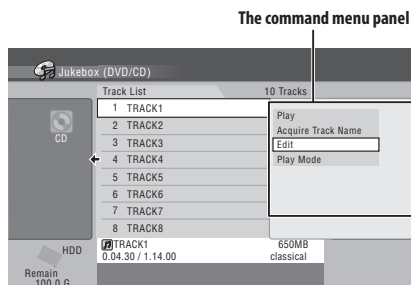 The command menu panel
Jukebox (DVD/CD)
Track List 10 Tracks
1 TRACK1
2 TRACK2
3 TRACK3
4 TRACK4
5 TRACK5
6 TRACK6
7 TRACK7
8 TRACK8
Play
Acquire Track Name
Edit
Play Mode
CD
TRACK1 650MB
0.04.30 / 1.14.00 classical
HDD
Remain
100.0 G